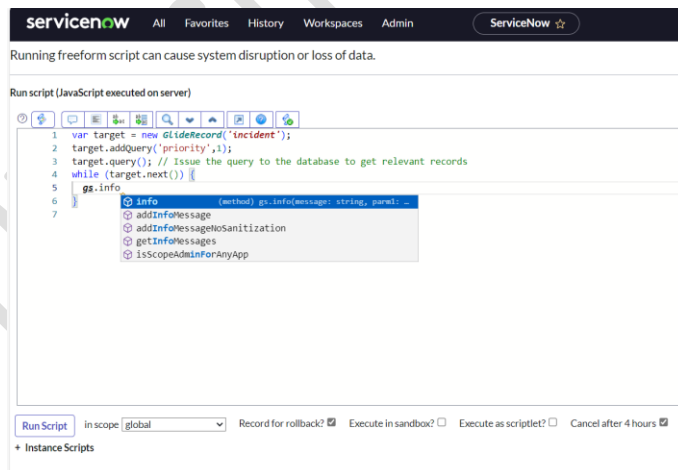 servicenow All Favorites History Workspaces Admin ServiceNow
Running freeform script can cause system disruption or loss of data.
Run script (JavaScript executed on server)
1 var target = new GlideRecord('incident');
2 target.addQuery('priority',1);
3 target.query(); // Issue the query to the database to get relevant records
4 while (target.next()) {
5 gs.info
6 }
7
info (method) gs.info(message: string, parm1: …
addInfoMessage
addInfoMessageNoSanitization
getInfoMessages
isScopeAdminForAnyApp
Run Script in scope global Record for rollback? Execute in sandbox? Execute as scriptlet? Cancel after 4 hours
+ Instance Scripts